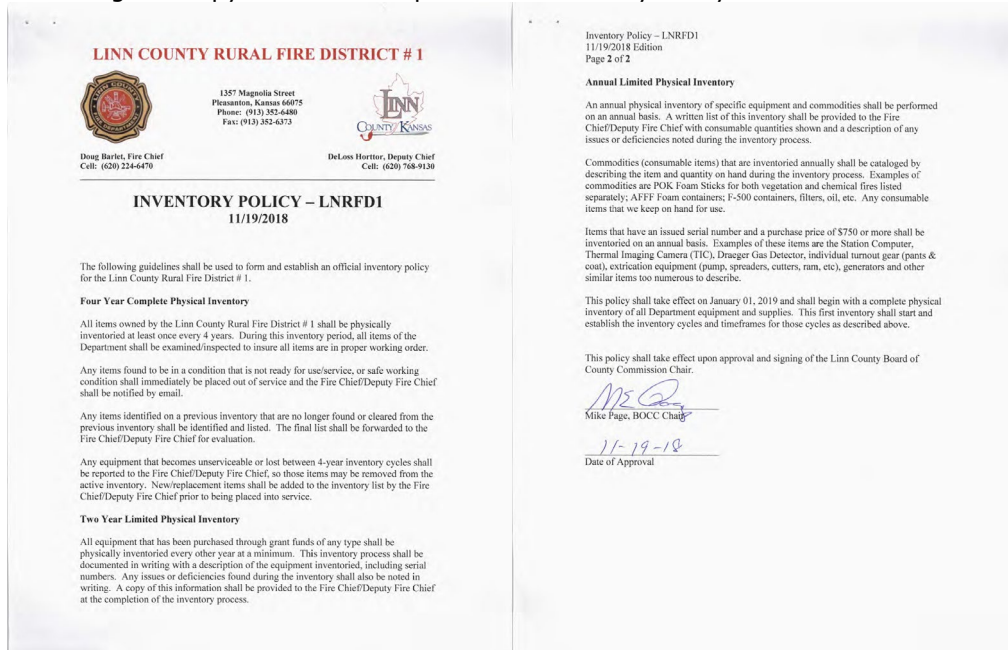 LINN COUNTY RURAL FIRE DISTRICT # 1
LINN COUNTY
FIRE DEPARTMENT
1357 Magnolia Street
Pleasanton, Kansas 66075
Phone: (913) 352-6480
Fax: (913) 352-6373
LINN
COUNTY KANSAS
Doug Barlet, Fire Chief
Cell: (620) 224-6470
DeLoss Horttor, Deputy Chief
Cell: (620) 768-9130
INVENTORY POLICY – LNRFD1
11/19/2018
The following guidelines shall be used to form and establish an official inventory policy
for the Linn County Rural Fire District # 1.
Four Year Complete Physical Inventory
All items owned by the Linn County Rural Fire District # 1 shall be physically
inventoried at least once every 4 years. During this inventory period, all items of the
Department shall be examined/inspected to insure all items are in proper working order.
Any items found to be in a condition that is not ready for use/service, or safe working
condition shall immediately be placed out of service and the Fire Chief/Deputy Fire Chief
shall be notified by email.
Any items identified on a previous inventory that are no longer found or cleared from the
previous inventory shall be identified and listed. The final list shall be forwarded to the
Fire Chief/Deputy Fire Chief for evaluation.
Any equipment that becomes unserviceable or lost between 4-year inventory cycles shall
be reported to the Fire Chief/Deputy Fire Chief, so those items may be removed from the
active inventory. New/replacement items shall be added to the inventory list by the Fire
Chief/Deputy Fire Chief prior to being placed into service.
Two Year Limited Physical Inventory
All equipment that has been purchased through grant funds of any type shall be
physically inventoried every other year at a minimum. This inventory process shall be
documented in writing with a description of the equipment inventoried, including serial
numbers. Any issues or deficiencies found during the inventory shall also be noted in
writing. A copy of this information shall be provided to the Fire Chief/Deputy Fire Chief
at the completion of the inventory process.
Inventory Policy – LNRFD1
11/19/2018 Edition
Page 2 of 2
Annual Limited Physical Inventory
An annual physical inventory of specific equipment and commodities shall be performed
on an annual basis. A written list of this inventory shall be provided to the Fire
Chief/Deputy Fire Chief with consumable quantities shown and a description of any
issues or deficiencies noted during the inventory process.
Commodities (consumable items) that are inventoried annually shall be cataloged by
describing the item and quantity on hand during the inventory process. Examples of
commodities are POK Foam Sticks for both vegetation and chemical fires listed
separately; AFFF Foam containers; F-500 containers, filters, oil, etc. Any consumable
items that we keep on hand for use.
Items that have an issued serial number and a purchase price of $750 or more shall be
inventoried on an annual basis. Examples of these items are the Station Computer,
Thermal Imaging Camera (TIC), Draeger Gas Detector, individual turnout gear (pants &
coat), extrication equipment (pump, spreaders, cutters, ram, etc), generators and other
similar items too numerous to describe.
This policy shall take effect on January 01, 2019 and shall begin with a complete physical
inventory of all Department equipment and supplies. This first inventory shall start and
establish the inventory cycles and timeframes for those cycles as described above.
This policy shall take effect upon approval and signing of the Linn County Board of
County Commission Chair.
Mike Page, BOCC Chair
11-19-18
Date of Approval